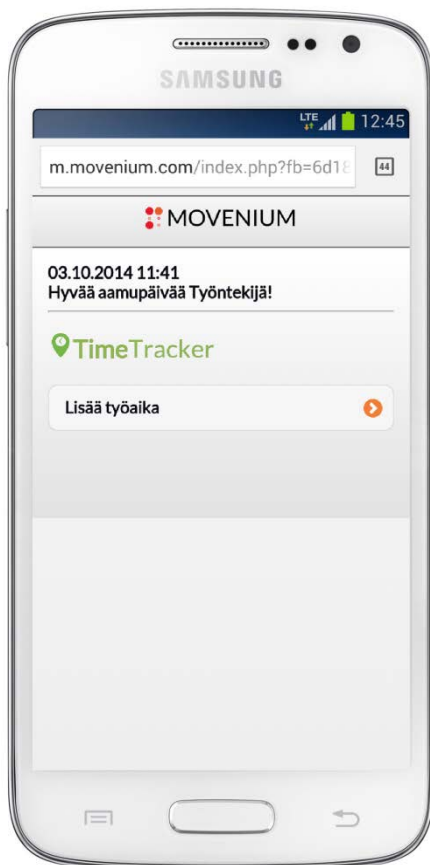 SAMSUNG
LTE 12:45
m.movenium.com/index.php?fb=6d18 44
MOVENIUM
03.10.2014 11:41
Hyvää aamupäivää Työntekijä!
TimeTracker
Lisää työaika